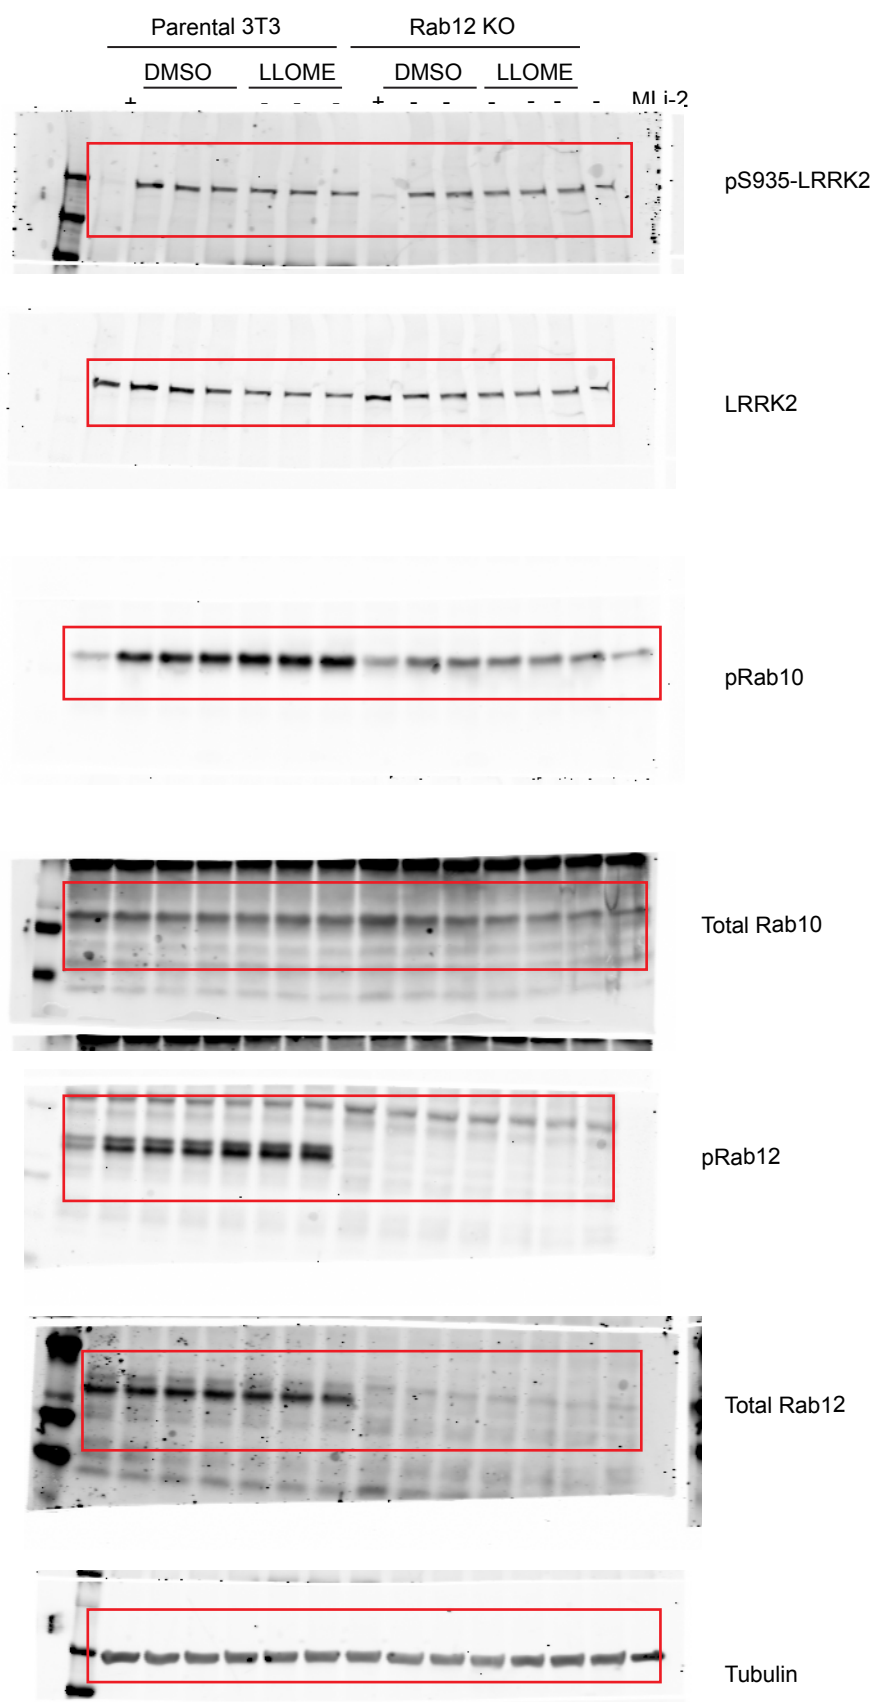 Parental 3T3 Rab12 KO
DMSO LLOME DMSO LLOME
+ - - - + - - - - - - MLi-2
pS935-LRRK2
LRRK2
pRab10
Total Rab10
pRab12
Total Rab12
Tubulin